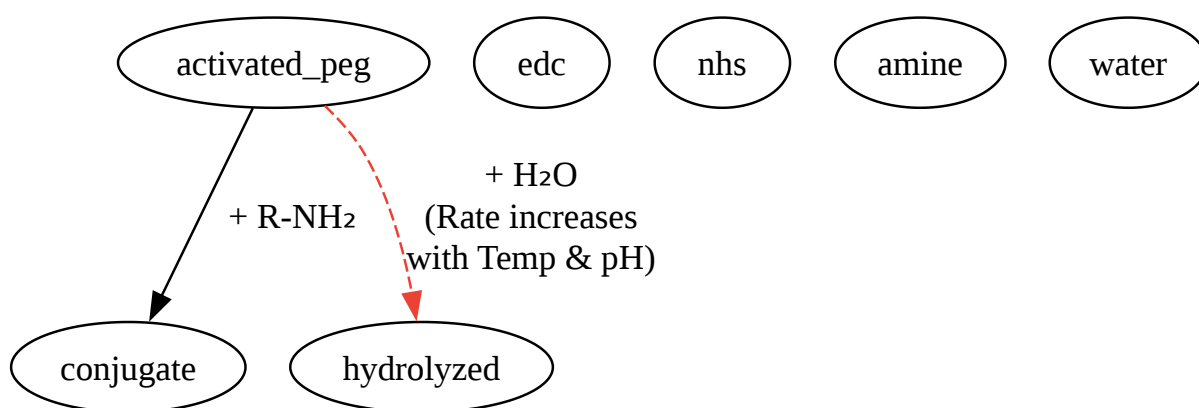 activated_peg
edc
nhs
amine
water
+ R-NH₂
+ H₂O
(Rate increases
with Temp & pH)
conjugate
hydrolyzed